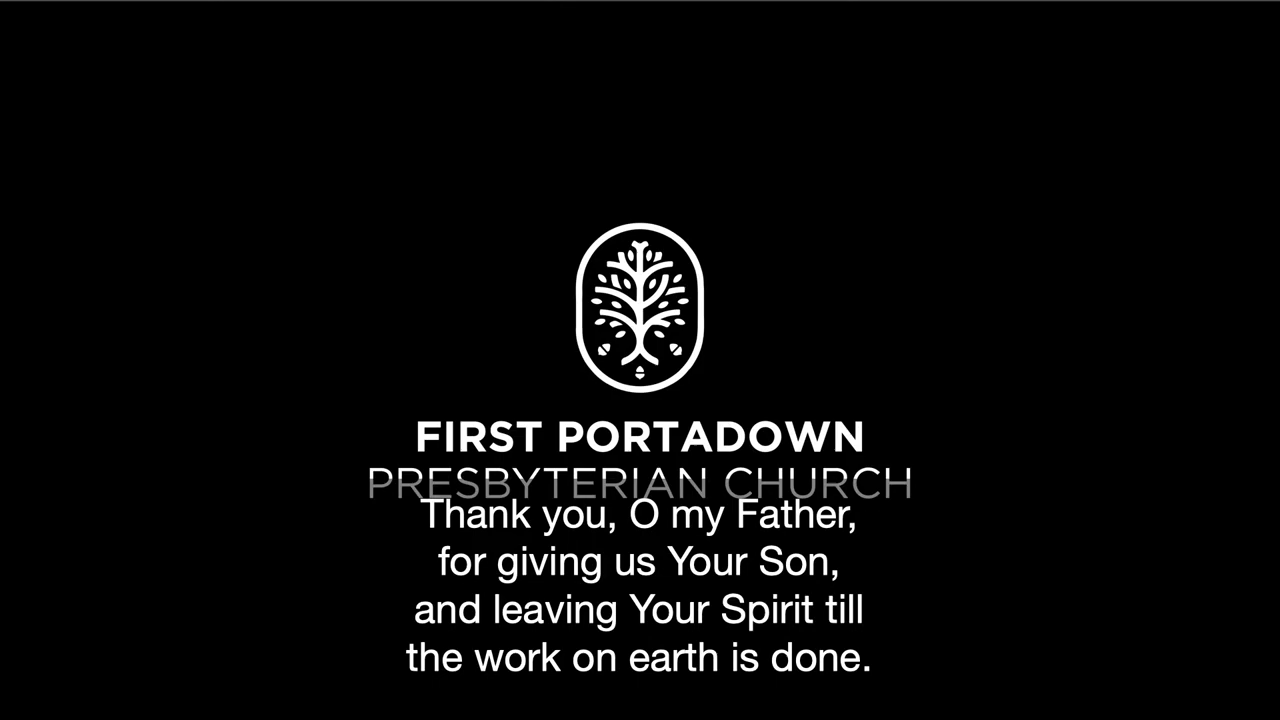 FIRST PORTADOWN
PRESBYTERIAN CHURCH
Thank you, O my Father,
for giving us Your Son,
and leaving Your Spirit till
the work on earth is done.